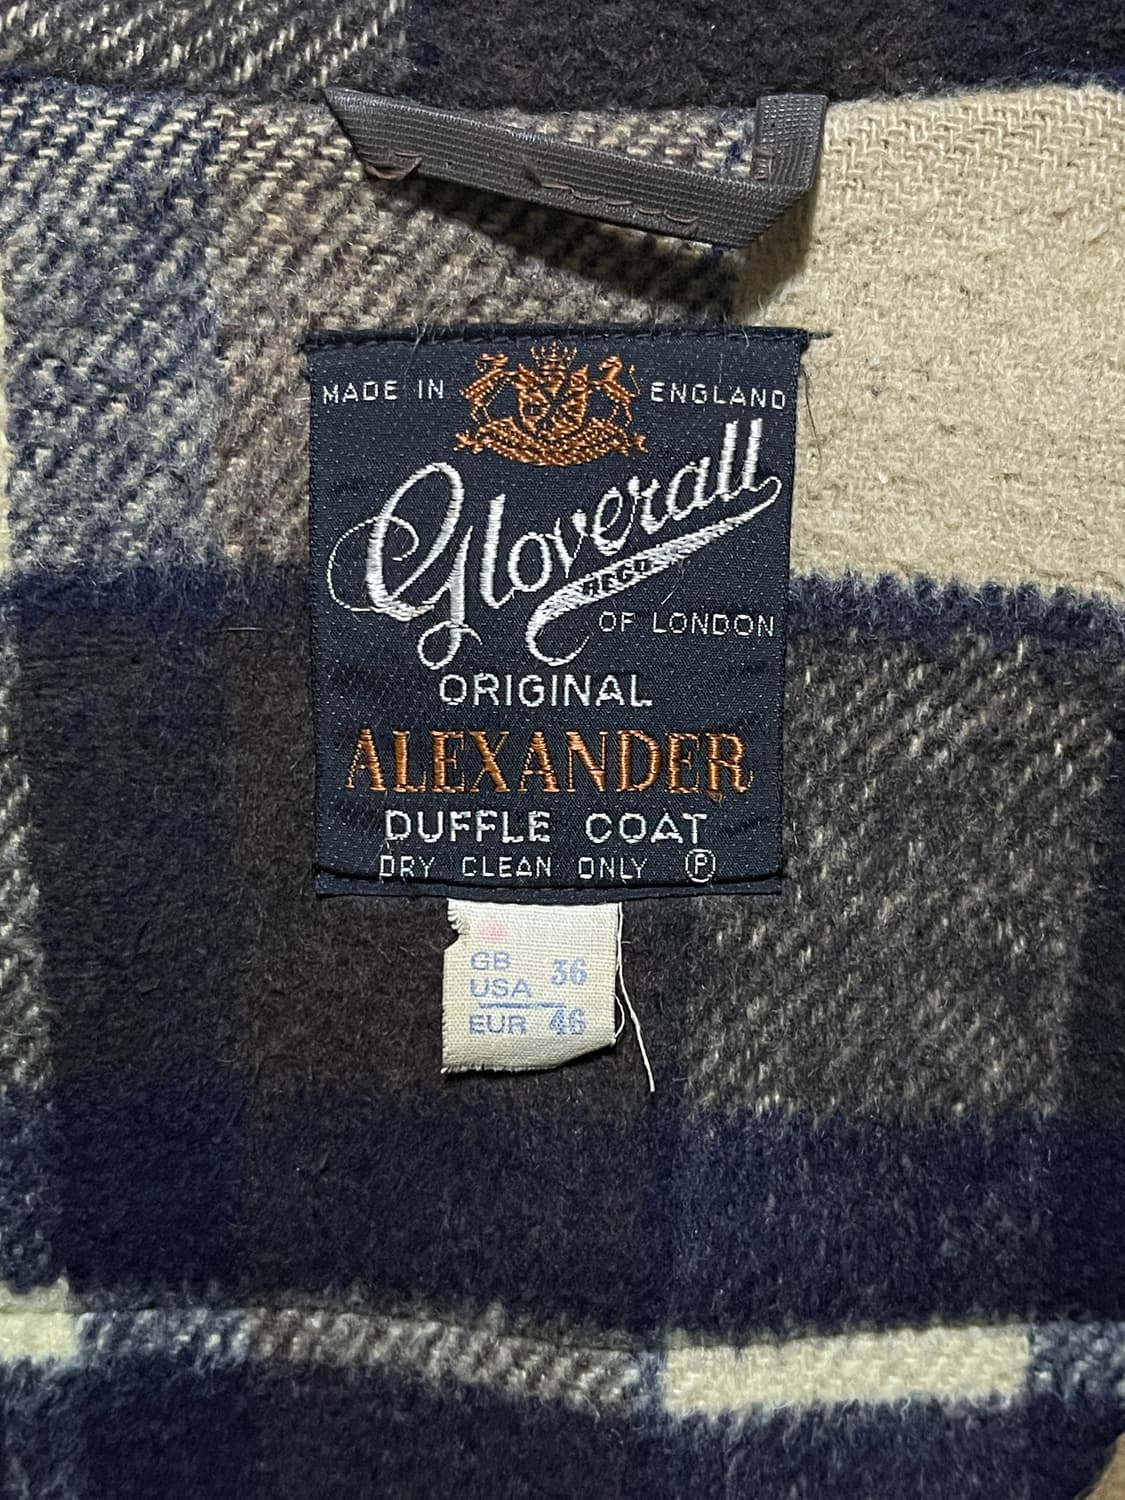 MADE IN ENGLAND
Gloverall
REGD
OF LONDON
ORIGINAL
ALEXANDER
DUFFLE COAT
DRY CLEAN ONLY Ⓟ
GB
USA 36
EUR 46